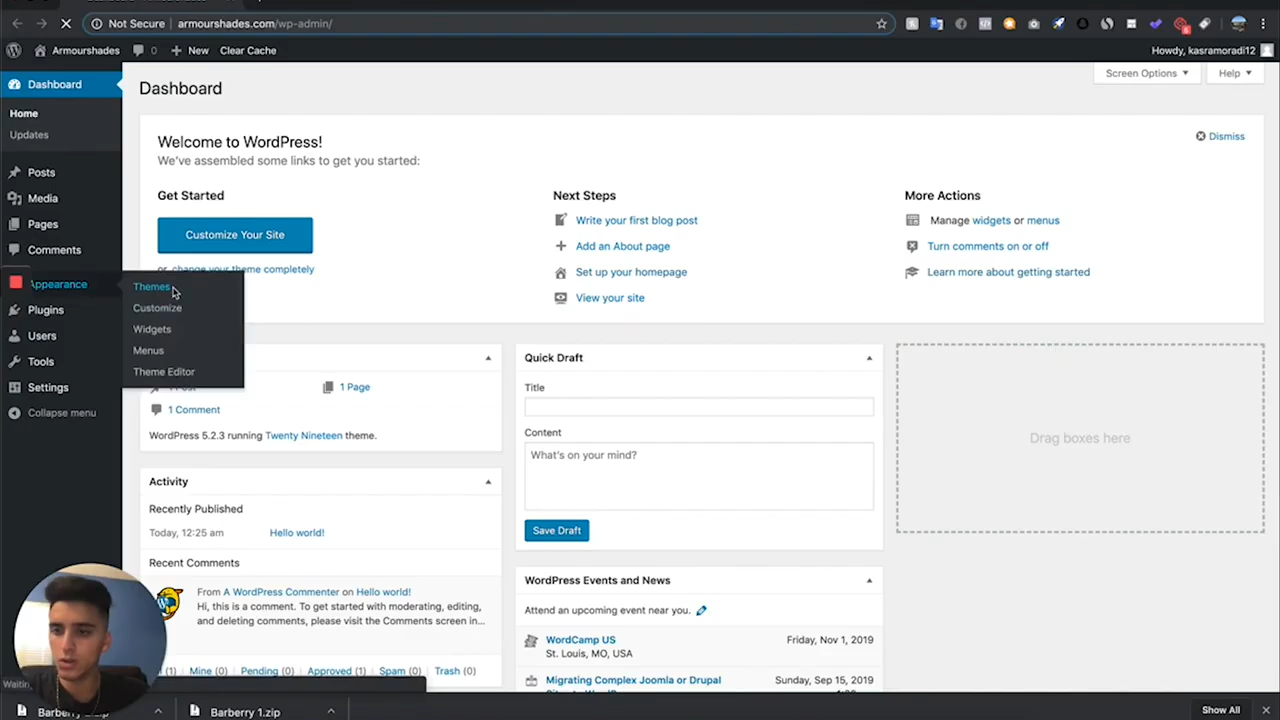 Not Secure | armourshades.com/wp-admin/
Armourshades 0 New Clear Cache Howdy, kasramoradi12
Dashboard
Home
Updates
Posts
Media
Pages
Comments
Appearance
Plugins
Users
Tools
Settings
Collapse menu
Themes
Customize
Widgets
Menus
Theme Editor
Dashboard
Screen Options ▼ Help ▼
Welcome to WordPress!
We've assembled some links to get you started:
Dismiss
Get Started
Customize Your Site
or change your theme completely
Next Steps
Write your first blog post
Add an About page
Set up your homepage
View your site
More Actions
Manage widgets or menus
Turn comments on or off
Learn more about getting started
1 Page
1 Comment
WordPress 5.2.3 running Twenty Nineteen theme.
Activity
Recently Published
Today, 12:25 am Hello world!
Recent Comments
From A WordPress Commenter on Hello world!
Hi, this is a comment. To get started with moderating, editing,
and deleting comments, please visit the Comments screen in...
(1) | Mine (0) | Pending (0) | Approved (1) | Spam (0) | Trash (0)
Quick Draft
Title
Content
What's on your mind?
Save Draft
WordPress Events and News
Attend an upcoming event near you.
WordCamp US Friday, Nov 1, 2019
St. Louis, MO, USA
Migrating Complex Joomla or Drupal Sunday, Sep 15, 2019
Drag boxes here
Barberry 1.zip
Show All